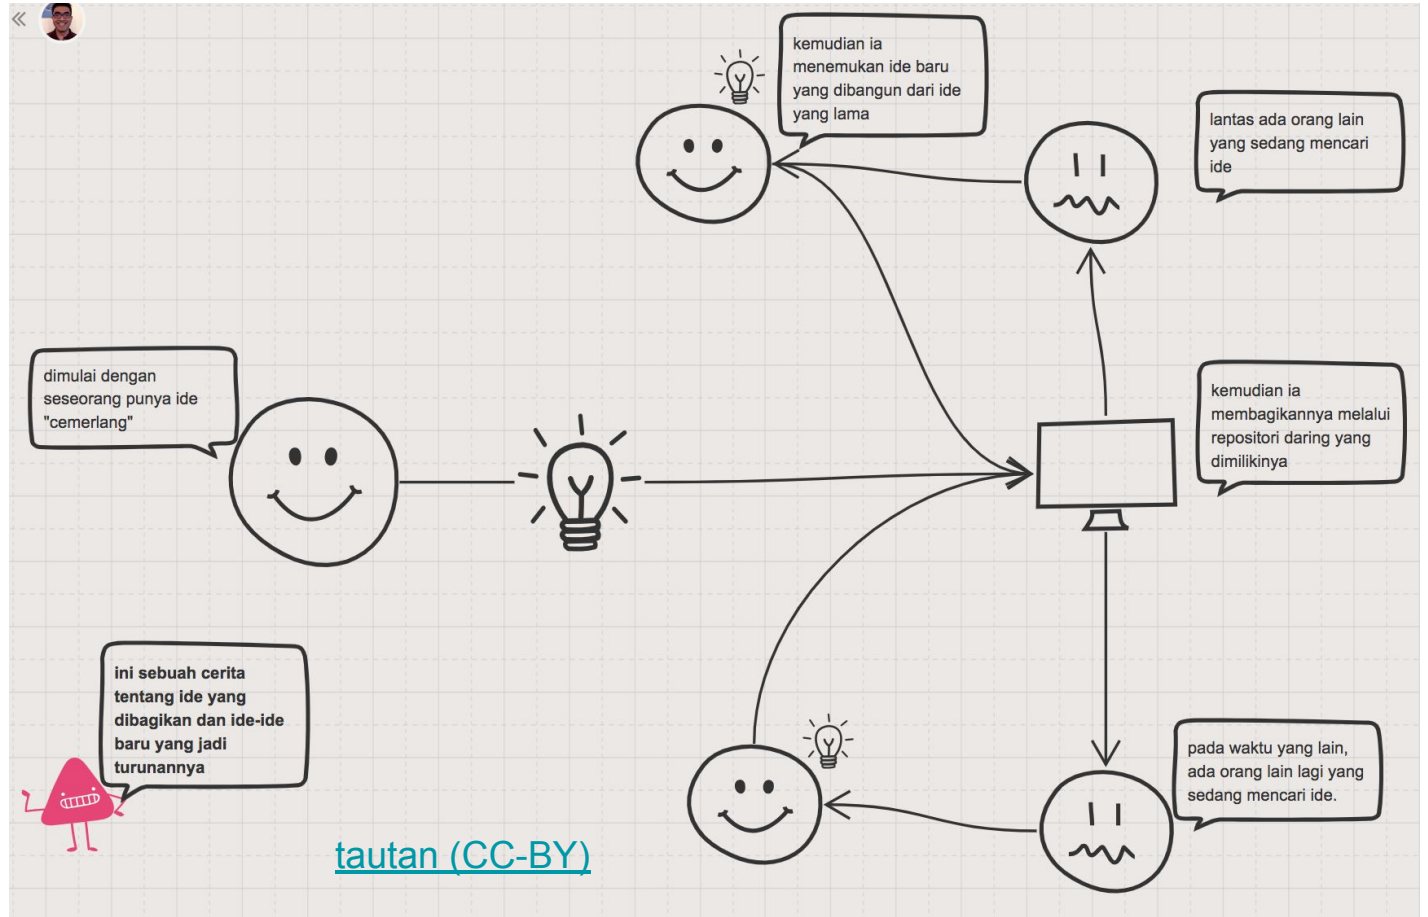 «
kemudian ia
menemukan ide baru
yang dibangun dari ide
yang lama
lantas ada orang lain
yang sedang mencari
ide
dimulai dengan
seseorang punya ide
"cemerlang"
kemudian ia
membagikannya melalui
repositori daring yang
dimilikinya
ini sebuah cerita
tentang ide yang
dibagikan dan ide-ide
baru yang jadi
turunannya
pada waktu yang lain,
ada orang lain lagi yang
sedang mencari ide.
tautan (CC-BY)